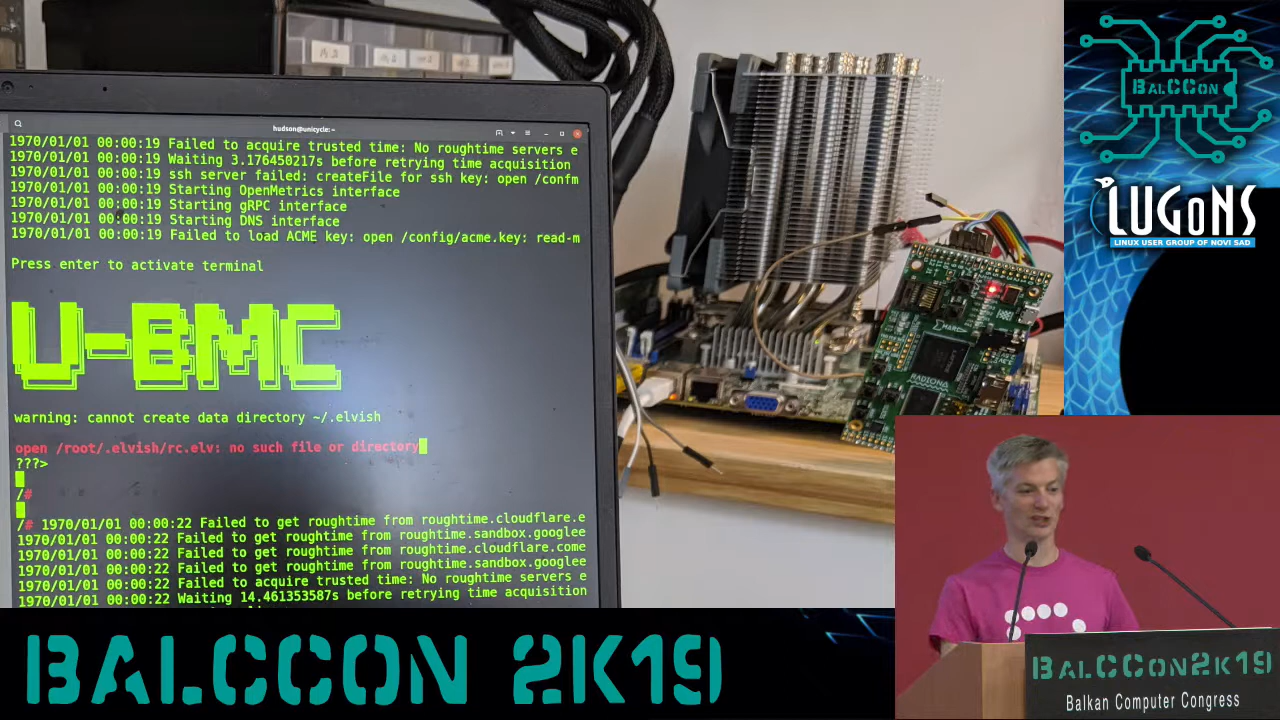 hudson@unicycle: ~
1970/01/01 00:00:19 Failed to acquire trusted time: No roughtime servers e
1970/01/01 00:00:19 Waiting 3.176450217s before retrying time acquisition
1970/01/01 00:00:19 ssh server failed: createFile for ssh key: open /confm
1970/01/01 00:00:19 Starting OpenMetrics interface
1970/01/01 00:00:19 Starting gRPC interface
1970/01/01 00:00:19 Starting DNS interface
1970/01/01 00:00:19 Failed to load ACME key: open /config/acme.key: read-m
Press enter to activate terminal
U-BMC
warning: cannot create data directory ~/.elvish
open /root/.elvish/rc.elv: no such file or directory
???>
/#
/# 1970/01/01 00:00:22 Failed to get roughtime from roughtime.cloudflare.e
1970/01/01 00:00:22 Failed to get roughtime from roughtime.sandbox.googlee
1970/01/01 00:00:22 Failed to get roughtime from roughtime.cloudflare.come
1970/01/01 00:00:22 Failed to get roughtime from roughtime.sandbox.googlee
1970/01/01 00:00:22 Failed to acquire trusted time: No roughtime servers e
1970/01/01 00:00:22 Waiting 14.461353587s before retrying time acquisition
RADIONA
BALCCON
LUGONS
LINUX USER GROUP OF NOVI SAD
BALCCON 2K19
BALCCON2K19
Balkan Computer Congress